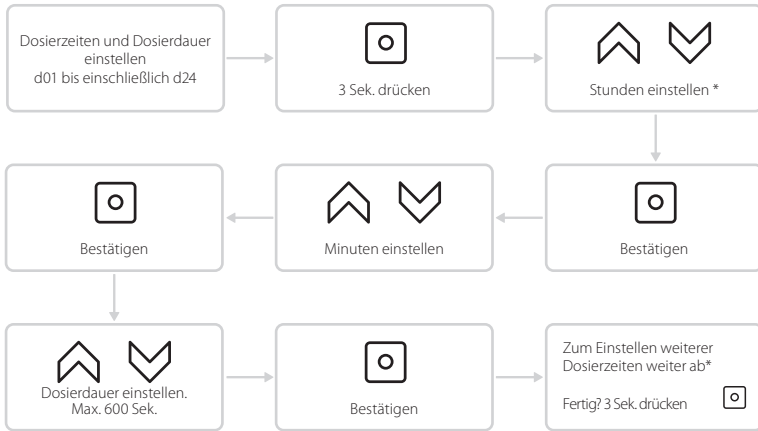 Dosierzeiten und Dosierdauer
einstellen
d01 bis einschließlich d24
3 Sek. drücken
Stunden einstellen *
Bestätigen
Minuten einstellen
Bestätigen
Dosierdauer einstellen.
Max. 600 Sek.
Bestätigen
Zum Einstellen weiterer
Dosierzeiten weiter ab*
Fertig? 3 Sek. drücken